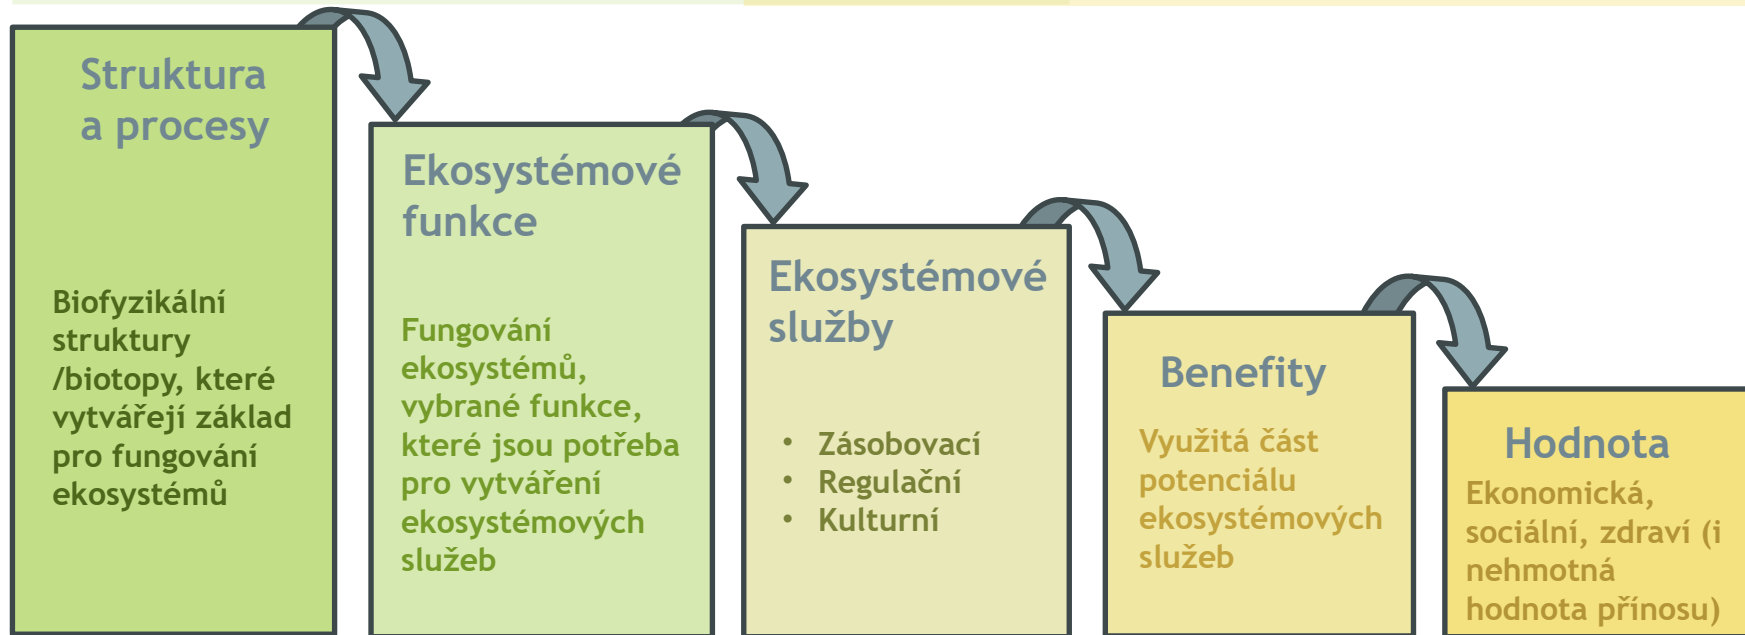 Struktura
a procesy
Biofyzikální
struktury
/biotopy, které
vytvářejí základ
pro fungování
ekosystémů
Ekosystémové
funkce
Fungování
ekosystémů,
vybrané funkce,
které jsou potřeba
pro vytváření
ekosystémových
služeb
Ekosystémové
služby
• Zásobovací
• Regulační
• Kulturní
Benefity
Využitá část
potenciálu
ekosystémových
služeb
Hodnota
Ekonomická,
sociální, zdraví (i
nehmotná
hodnota přínosu)